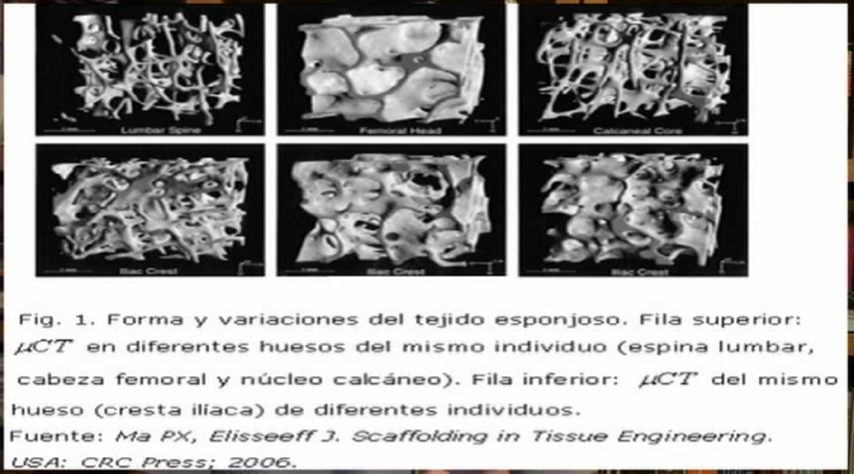 Lumbar Spine
Femoral Head
Calcaneal Core
Iliac Crest
Iliac Crest
Iliac Crest
Fig. 1. Forma y variaciones del tejido esponjoso. Fila superior:
μCT en diferentes huesos del mismo individuo (espina lumbar,
cabeza femoral y núcleo calcáneo). Fila inferior: μCT del mismo
hueso (cresta ilíaca) de diferentes individuos.
Fuente: Ma PX, Elisseeff J. Scaffolding in Tissue Engineering.
USA: CRC Press; 2006.